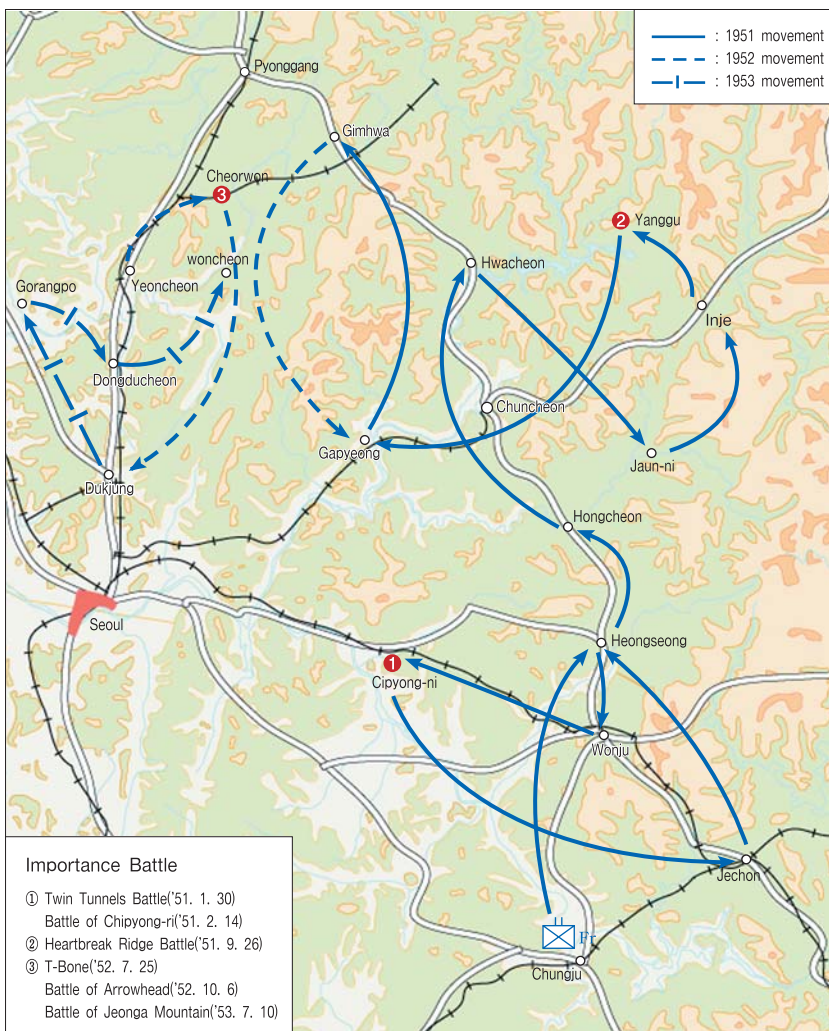 : 1951 movement
: 1952 movement
: 1953 movement
Pyonggang
Gimhwa
Cheorwon
3
2 Yanggu
woncheon
Hwacheon
Yeoncheon
Gorangpo
Inje
Dongducheon
Chuncheon
Gapyeong
Jaun-ni
Dukjung
Hongcheon
Seoul
Heongseong
1
Cipyong-ni
Wonju
Jechon
Fr
Chungju
Importance Battle
① Twin Tunnels Battle('51. 1. 30)
Battle of Chipyong-ri('51. 2. 14)
② Heartbreak Ridge Battle('51. 9. 26)
③ T-Bone('52. 7. 25)
Battle of Arrowhead('52. 10. 6)
Battle of Jeonga Mountain('53. 7. 10)